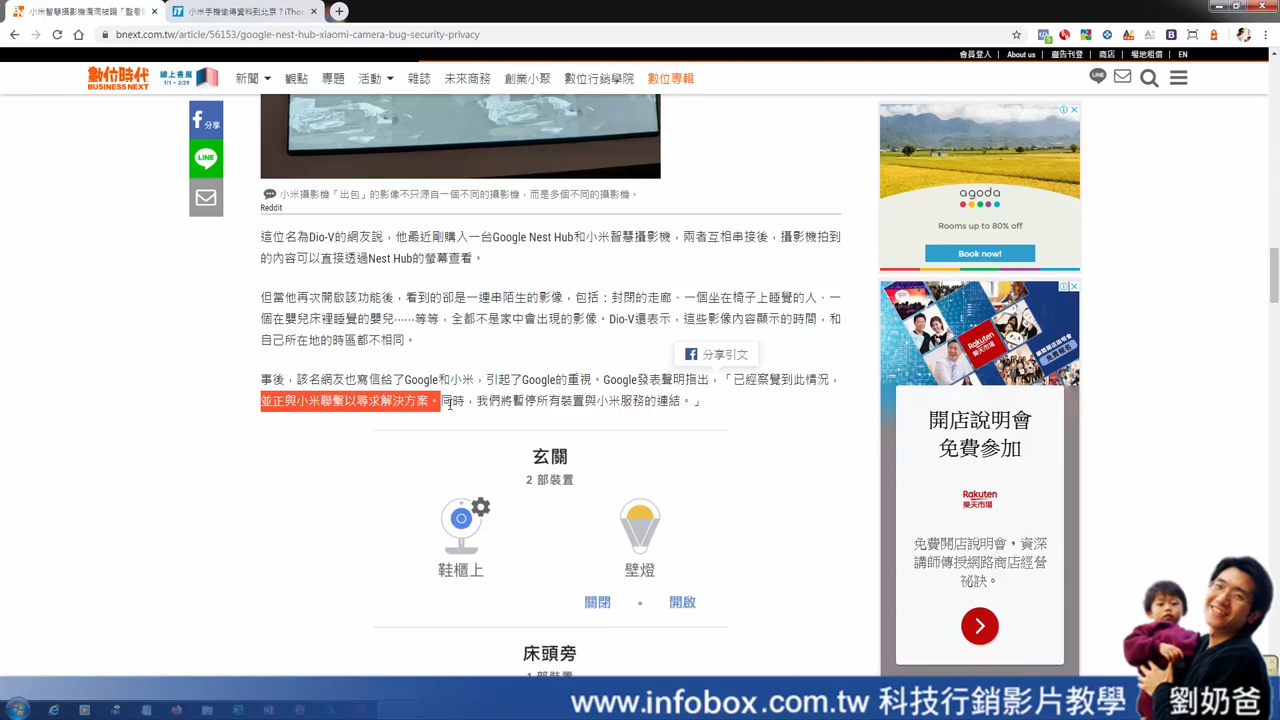 小米智慧攝影機漏洞被譏「監看
小米手機偷傳資料到北京？iTho
bnext.com.tw/article/56153/google-nest-hub-xiaomi-camera-bug-security-privacy
會員登入 | About us | 廣告刊登 | 商店 | 場地租借 | EN
數位時代
BUSINESS NEXT
線上書展
1/1 ~ 2/29
新聞 觀點 專題 活動 雜誌 未來商務 創業小聚 數位行銷學院 數位專輯
LINE
分享
LINE
小米攝影機「出包」的影像不只源自一個不同的攝影機，而是多個不同的攝影機。
Reddit
這位名為Dio-V的網友說，他最近剛購入一台Google Nest Hub和小米智慧攝影機，兩者互相串接後，攝影機拍到
的內容可以直接透過Nest Hub的螢幕查看。
但當他再次開啟該功能後，看到的卻是一連串陌生的影像，包括：封閉的走廊、一個坐在椅子上睡覺的人、一
個在嬰兒床裡睡覺的嬰兒⋯⋯等等，全都不是家中會出現的影像。Dio-V還表示，這些影像內容顯示的時間，和
自己所在地的時區都不相同。
分享引文
事後，該名網友也寫信給了Google和小米，引起了Google的重視。Google發表聲明指出，「已經察覺到此情況，
並正與小米聯繫以尋求解決方案。同時，我們將暫停所有裝置與小米服務的連結。」
玄關
2 部裝置
鞋櫃上
壁燈
關閉 • 開啟
床頭旁
agoda
Rooms up to 80% off
Book now!
Rakuten
樂天市場
開店說明會
免費參加
Rakuten
樂天市場
免費開店說明會，資深
講師傳授網路商店經營
祕訣。
www.infobox.com.tw 科技行銷影片教學 劉奶爸